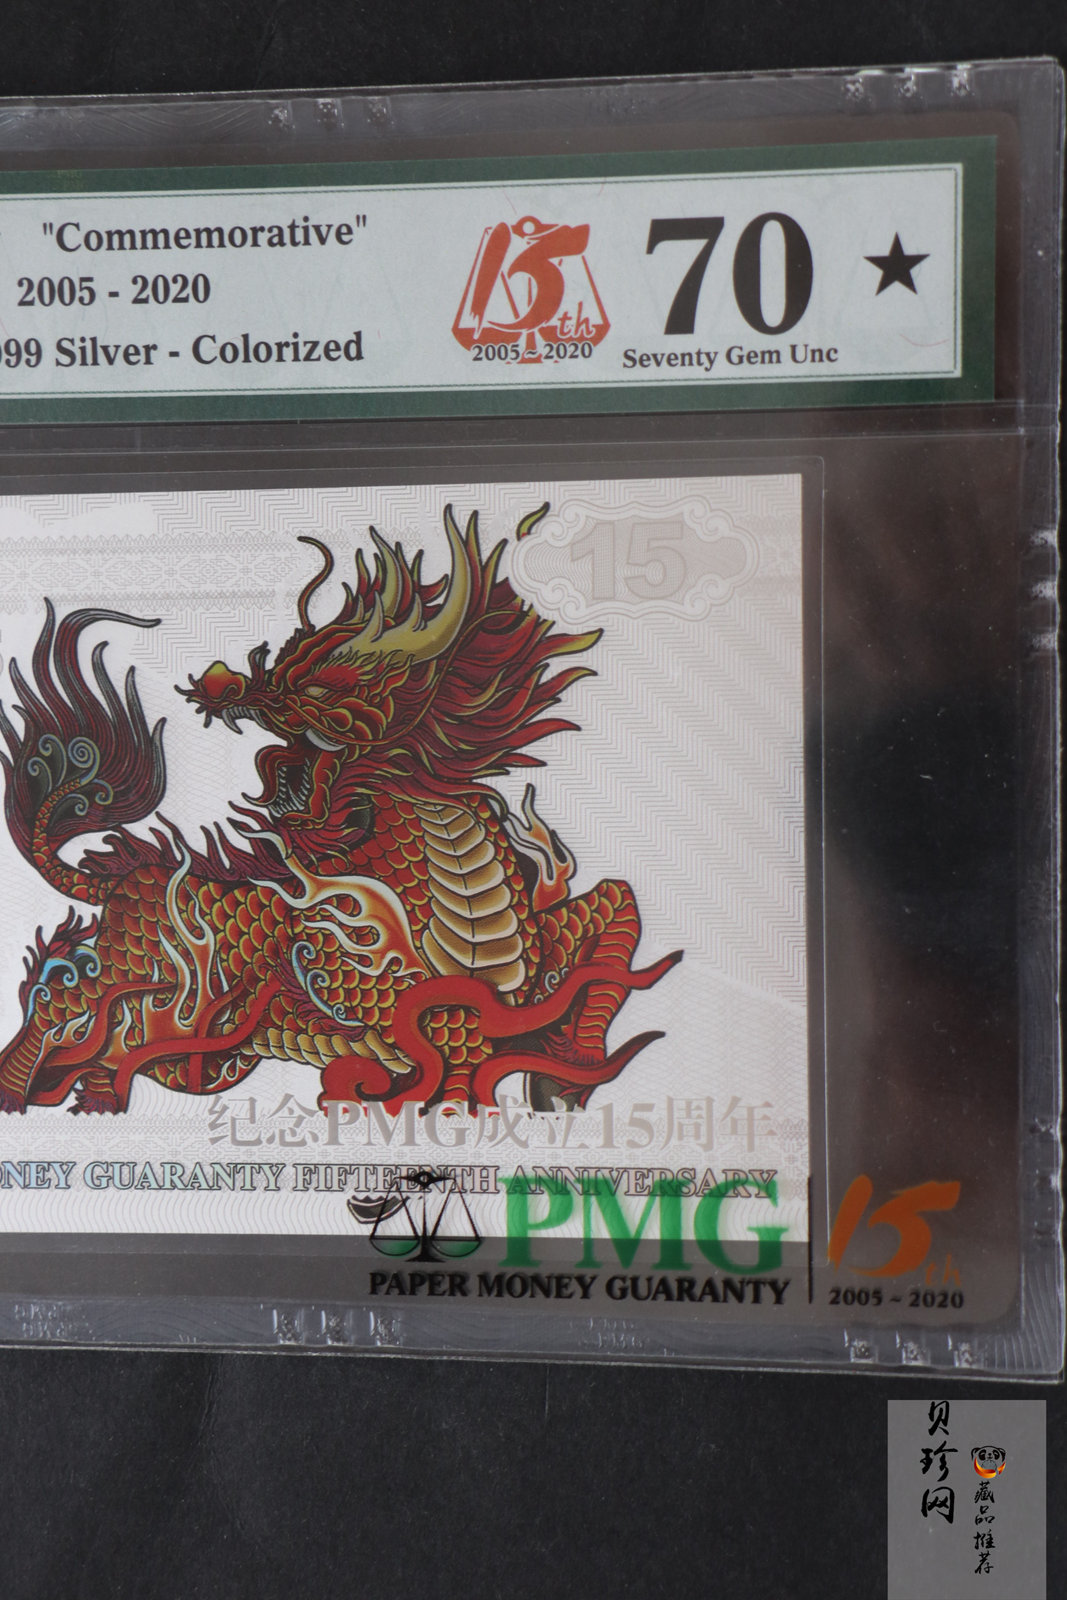 "Commemorative"
2005 - 2020
999 Silver - Colorized
15th
2005~2020
70 ★
Seventy Gem Unc
15
纪念PMG成立15周年
ONEY GUARANTY FIFTEENTH ANNIVERSARY
PMG
PAPER MONEY GUARANTY
15th
2005~2020
贝珍网
藏品推荐